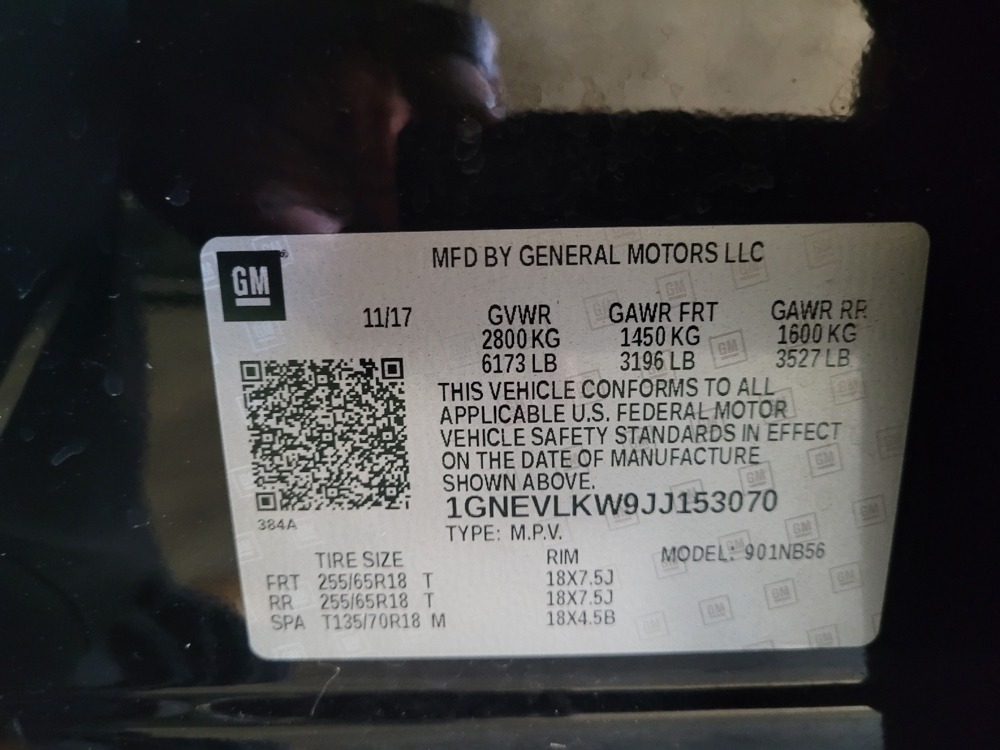 GM
MFD BY GENERAL MOTORS LLC
11/17 GVWR GAWR FRT GAWR RR
2800 KG 1450 KG 1600 KG
6173 LB 3196 LB 3527 LB
THIS VEHICLE CONFORMS TO ALL
APPLICABLE U.S. FEDERAL MOTOR
VEHICLE SAFETY STANDARDS IN EFFECT
ON THE DATE OF MANUFACTURE
SHOWN ABOVE.
1GNEVLKW9JJ153070
384A
TYPE: M.P.V.
TIRE SIZE RIM MODEL: 901NB56
FRT 255/65R18 T 18X7.5J
RR 255/65R18 T 18X7.5J
SPA T135/70R18 M 18X4.5B